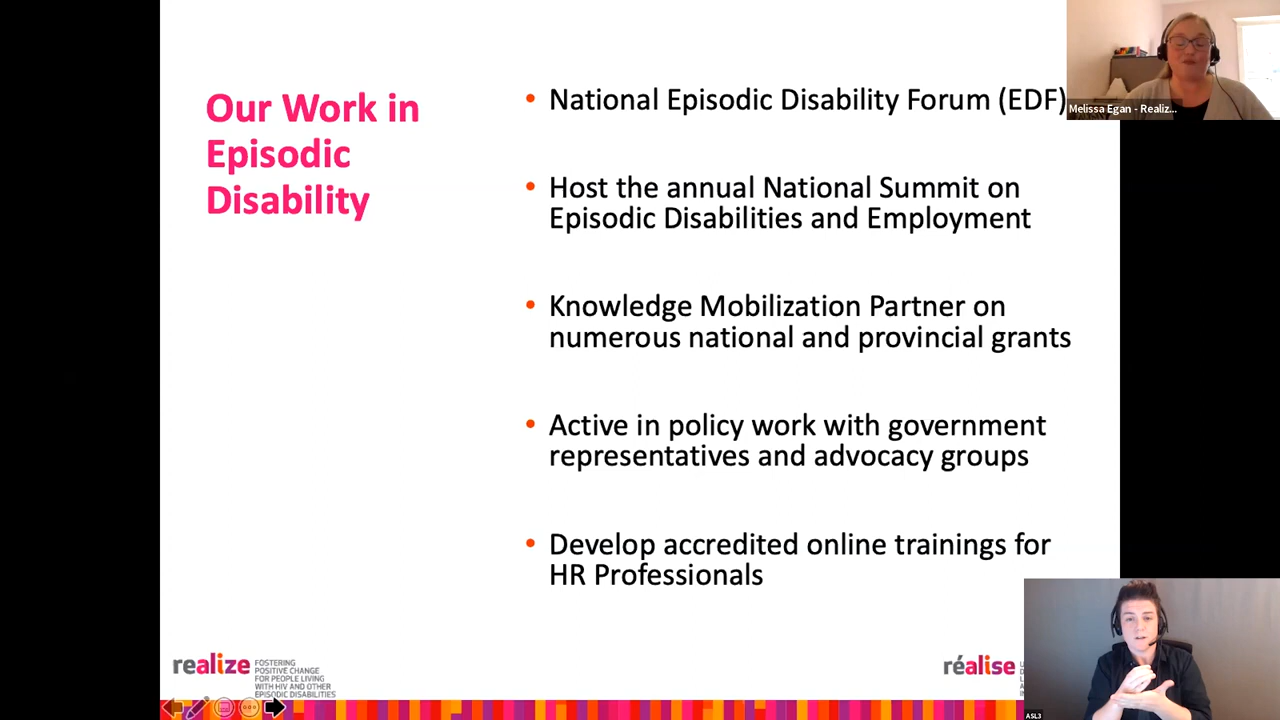 Our Work in
Episodic
Disability
• National Episodic Disability Forum (EDF)
• Host the annual National Summit on
Episodic Disabilities and Employment
• Knowledge Mobilization Partner on
numerous national and provincial grants
• Active in policy work with government
representatives and advocacy groups
• Develop accredited online trainings for
HR Professionals
Melissa Egan - Realiz...
realize
FOSTERING
POSITIVE CHANGE
FOR PEOPLE LIVING
WITH HIV AND OTHER
EPISODIC DISABILITIES
réalise
ASL3